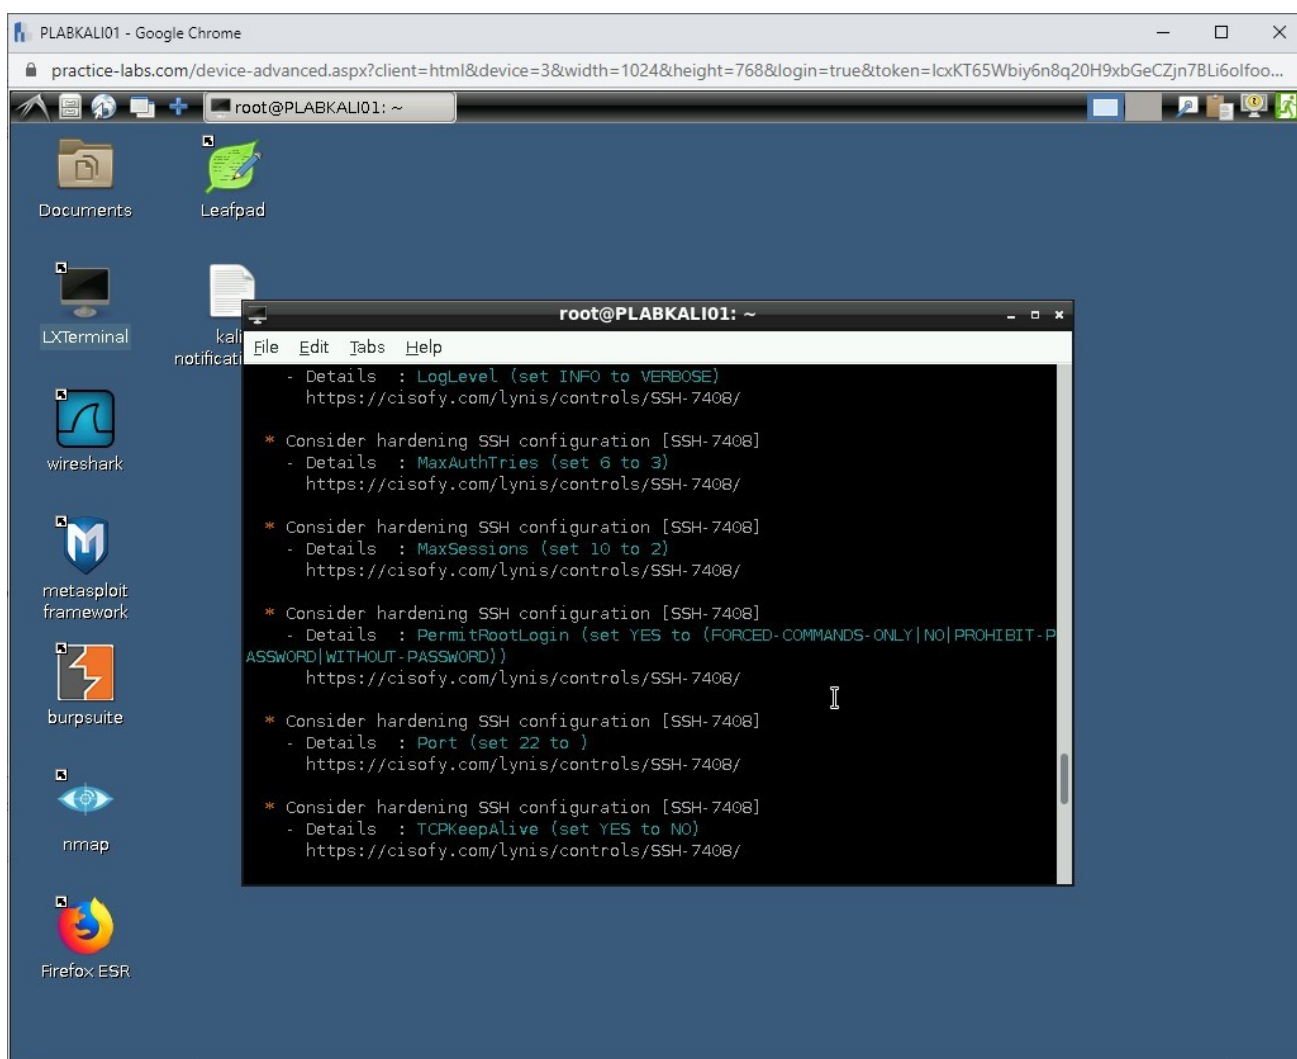 PLABKALI01 - Google Chrome
practice-labs.com/device-advanced.aspx?client=html&device=3&width=1024&height=768&login=true&token=IcxKT65Wbiy6n8q20H9xbGeCZjn7BLi6olfoo...
root@PLABKALI01: ~
Documents
Leafpad
LXTerminal
kali
notificati
wireshark
metasploit
framework
burpsuite
nmap
Firefox ESR
root@PLABKALI01: ~
File Edit Tabs Help
- Details : LogLevel (set INFO to VERBOSE)
https://cisofy.com/lynis/controls/SSH-7408/
* Consider hardening SSH configuration [SSH-7408]
- Details : MaxAuthTries (set 6 to 3)
https://cisofy.com/lynis/controls/SSH-7408/
* Consider hardening SSH configuration [SSH-7408]
- Details : MaxSessions (set 10 to 2)
https://cisofy.com/lynis/controls/SSH-7408/
* Consider hardening SSH configuration [SSH-7408]
- Details : PermitRootLogin (set YES to (FORCED-COMMANDS-ONLY|NO|PROHIBIT-P
ASSWORD|WITHOUT-PASSWORD))
https://cisofy.com/lynis/controls/SSH-7408/
* Consider hardening SSH configuration [SSH-7408]
- Details : Port (set 22 to )
https://cisofy.com/lynis/controls/SSH-7408/
* Consider hardening SSH configuration [SSH-7408]
- Details : TCPKeepAlive (set YES to NO)
https://cisofy.com/lynis/controls/SSH-7408/